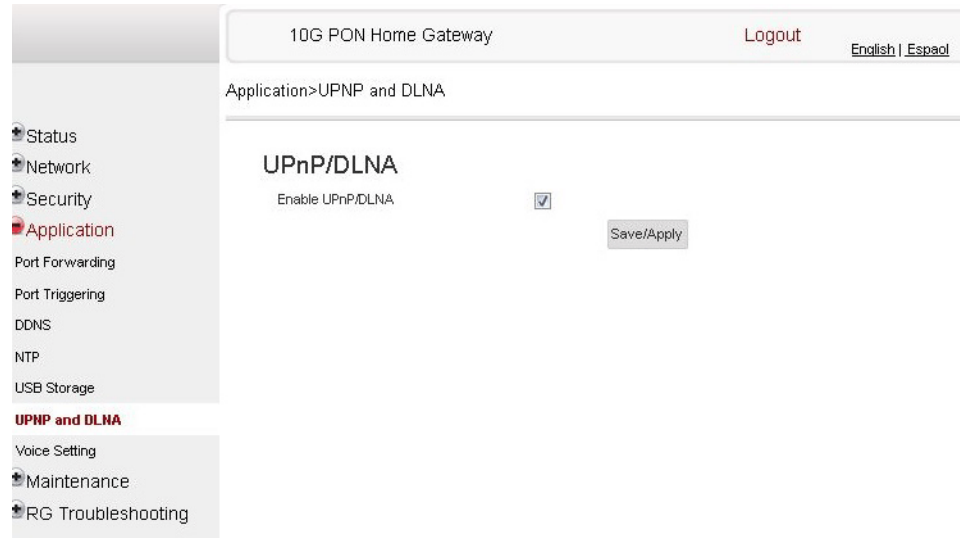 10G PON Home Gateway
Logout
English | Espaol
Application>UPNP and DLNA
Status
Network
Security
Application
Port Forwarding
Port Triggering
DDNS
NTP
USB Storage
UPNP and DLNA
Voice Setting
Maintenance
RG Troubleshooting
UPnP/DLNA
Enable UPnP/DLNA
Save/Apply